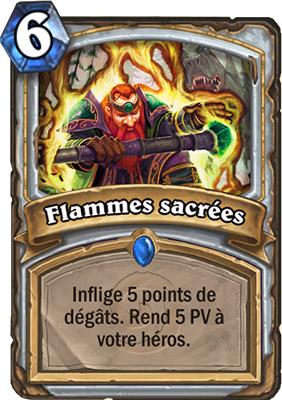 6
Flammes sacrées
Inflige 5 points de
dégâts. Rend 5 PV à
votre héros.